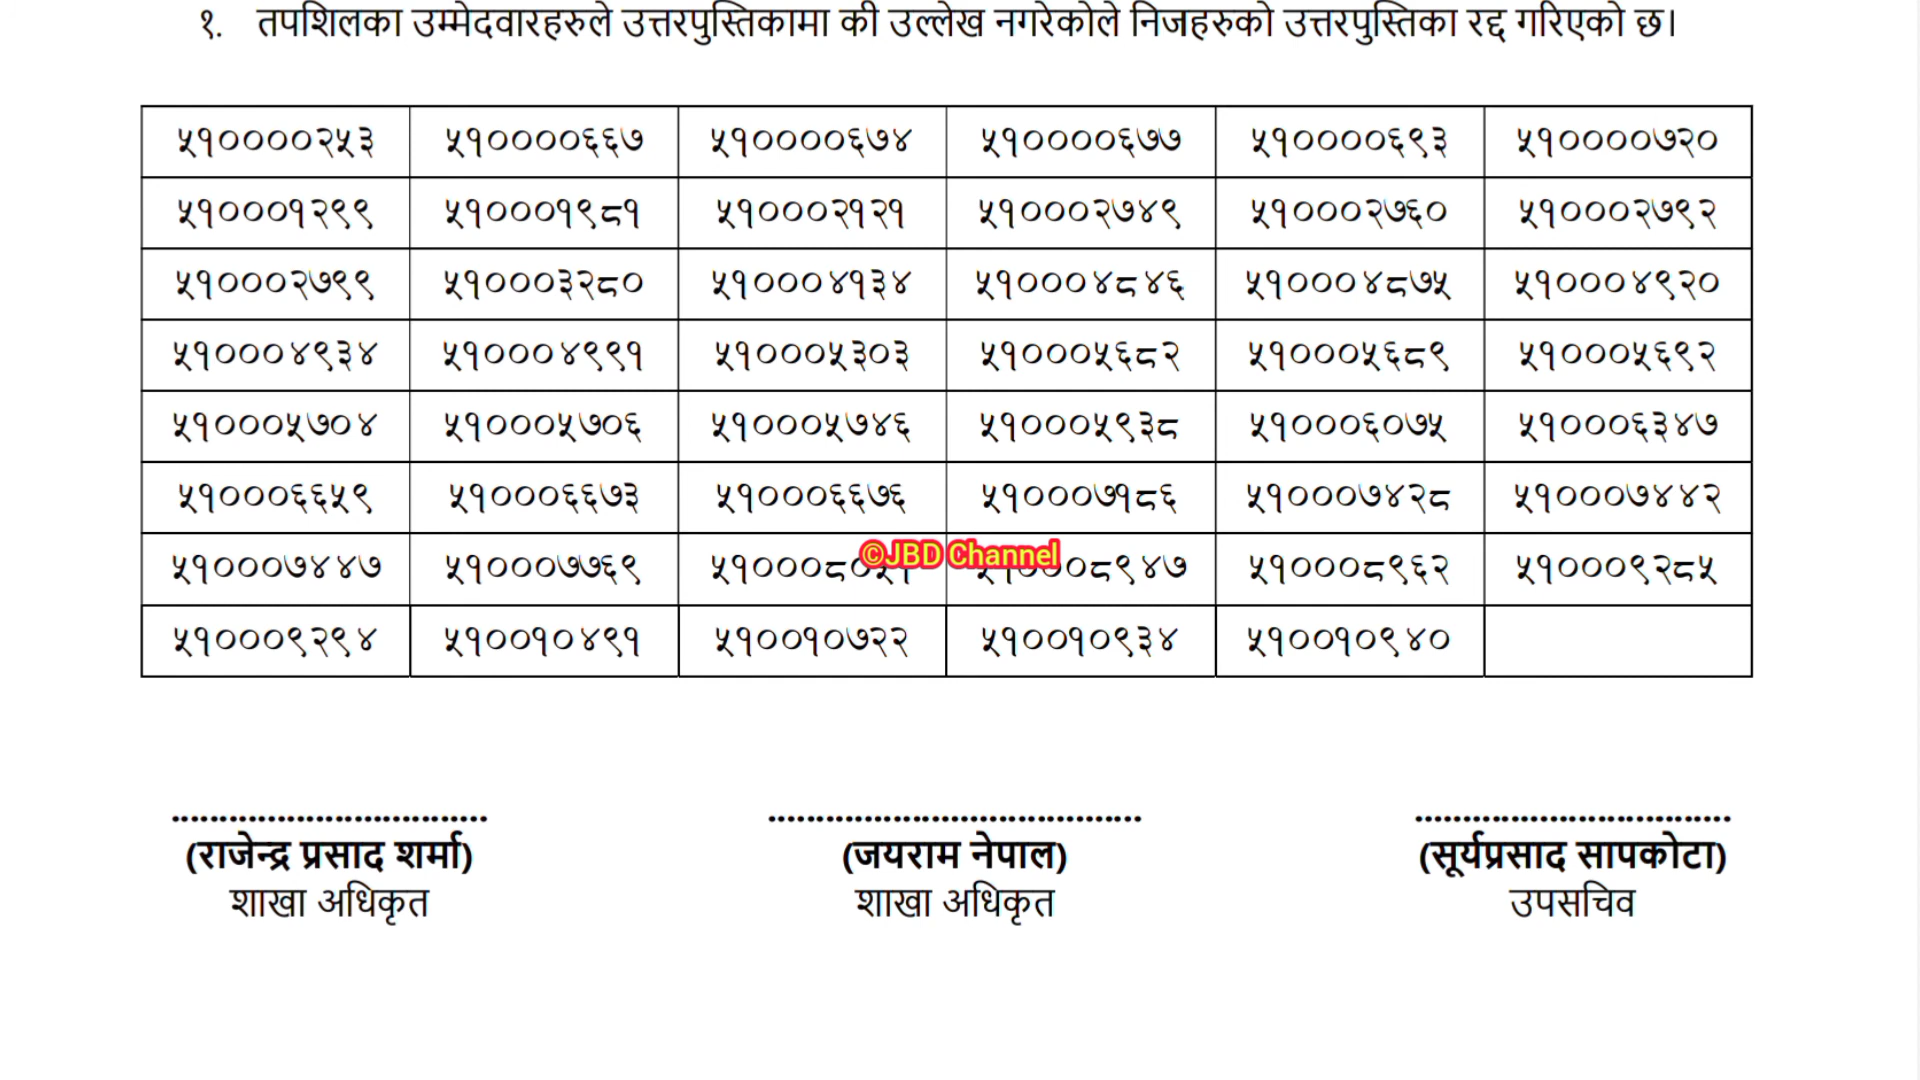 १. तपशिलका उम्मेदवारहरुले उत्तरपुस्तिकामा की उल्लेख नगरेकोले निजहरुको उत्तरपुस्तिका रद्द गरिएको छ।
५१००००२५३ ५१००००६६७ ५१००००६७४ ५१००००६७७ ५१००००६९३ ५१००००७२०
५१०००१२९९ ५१०००१९८१ ५१०००२१२१ ५१०००२७४९ ५१०००२७६० ५१०००२७९२
५१०००२७९९ ५१०००३२८० ५१०००४१३४ ५१०००४८४६ ५१०००४८७५ ५१०००४९२०
५१०००४९३४ ५१०००४९९१ ५१०००५३०३ ५१०००५६८२ ५१०००५६८९ ५१०००५६९२
५१०००५७०४ ५१०००५७०६ ५१०००५७४६ ५१०००५९३८ ५१०००६०७५ ५१०००६३४७
५१०००६६५९ ५१०००६६७३ ५१०००६६७६ ५१०००७१८६ ५१०००७४२८ ५१०००७४४२
५१०००७४४७ ५१०००७७६९ ©JBD Channel ५१०००८९४७ ५१०००८९६२ ५१०००९२८५
५१०००९२९४ ५१००१०४९१ ५१००१०७२२ ५१००१०९३४ ५१००१०९४०
(राजेन्द्र प्रसाद शर्मा) (जयराम नेपाल) (सूर्यप्रसाद सापकोटा)
शाखा अधिकृत शाखा अधिकृत उपसचिव